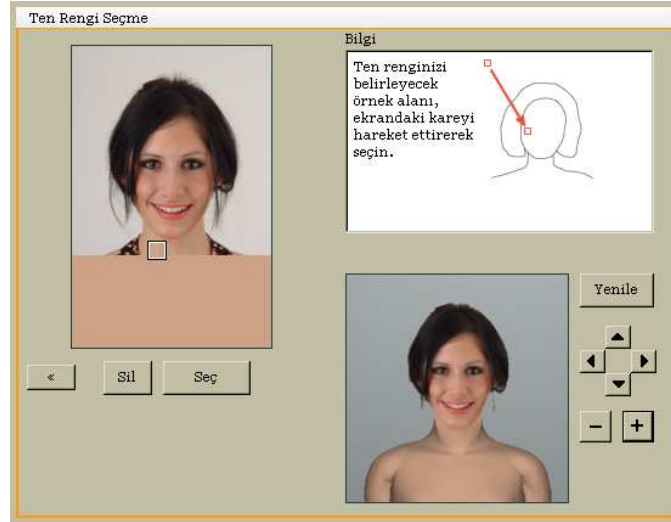 Ten Rengi Seçme
Bilgi
Ten renginizi
belirleyecek
örnek alanı,
ekrandaki kareyi
hareket ettirerek
seçin.
Yenile
«
Sil
Seç
− +